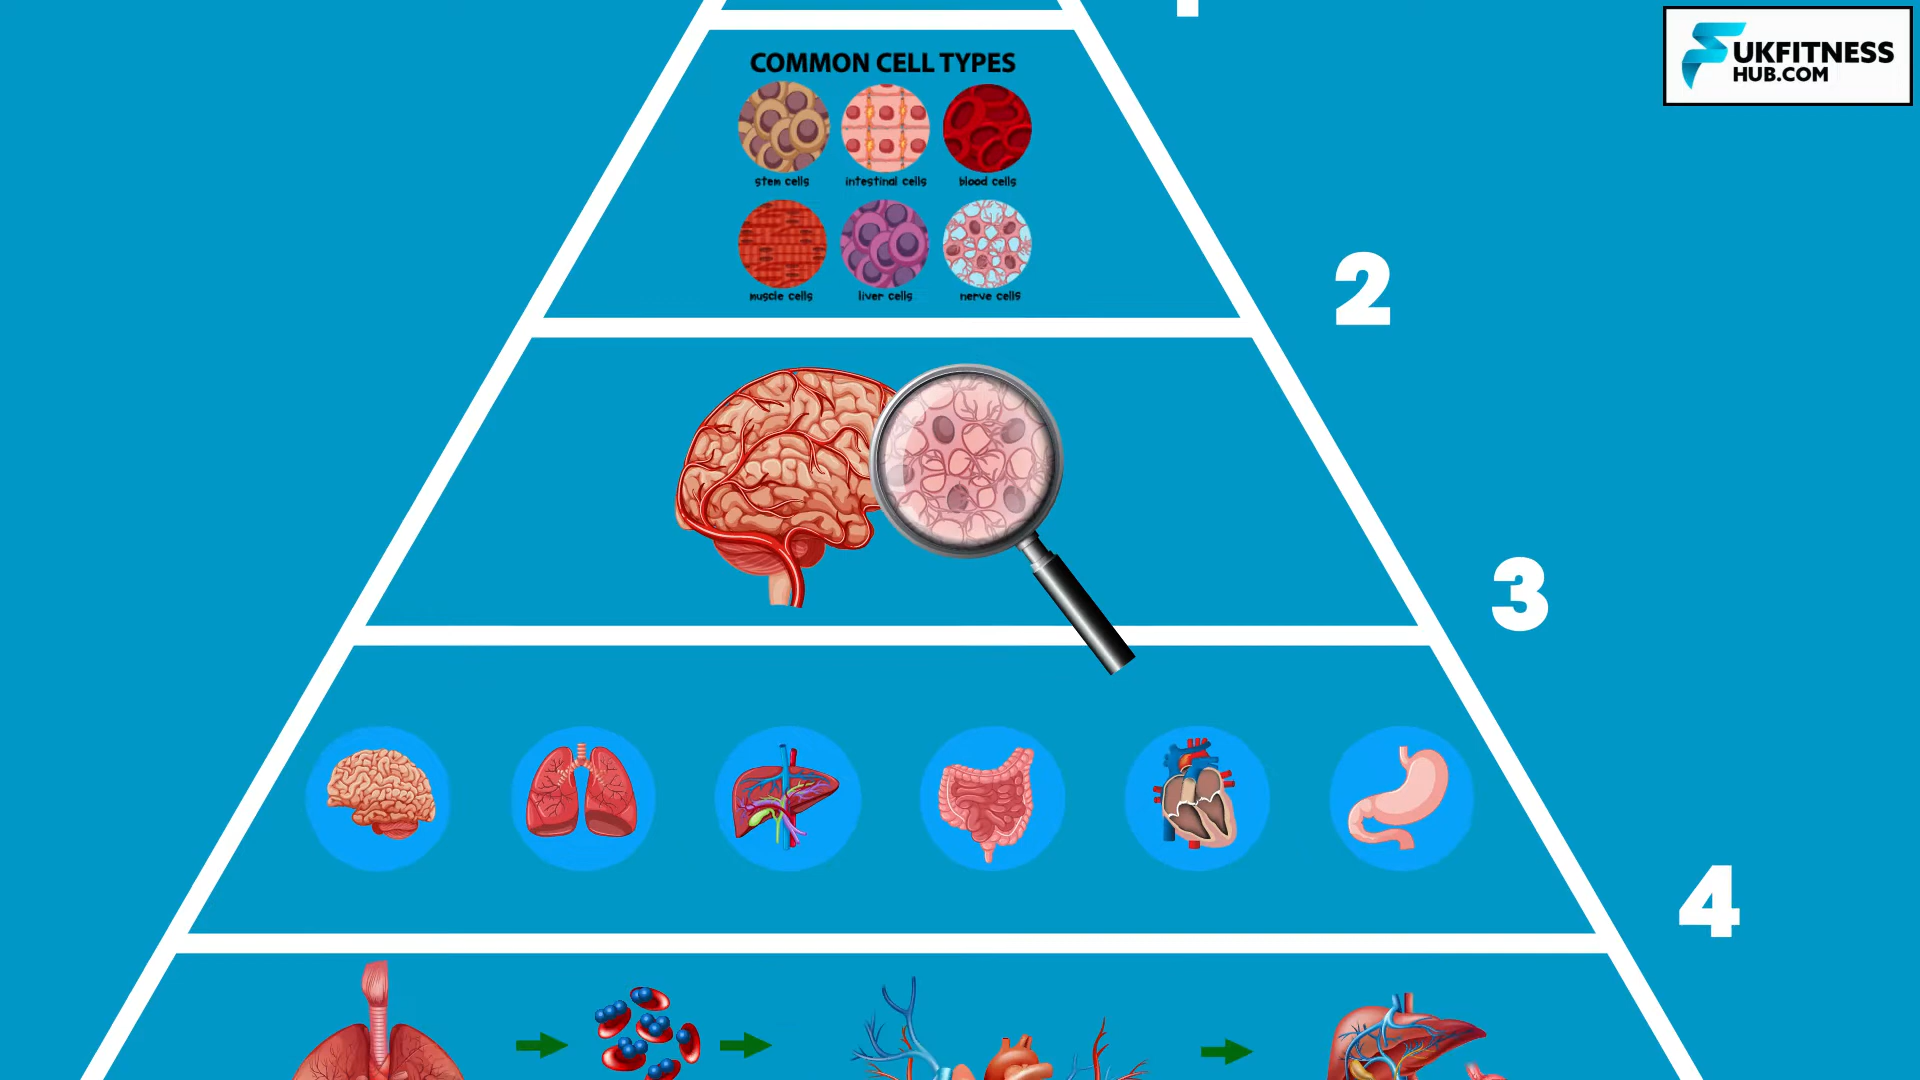 UKFITNESS
HUB.COM
COMMON CELL TYPES
stem cells intestinal cells blood cells
muscle cells liver cells nerve cells
2
3
4